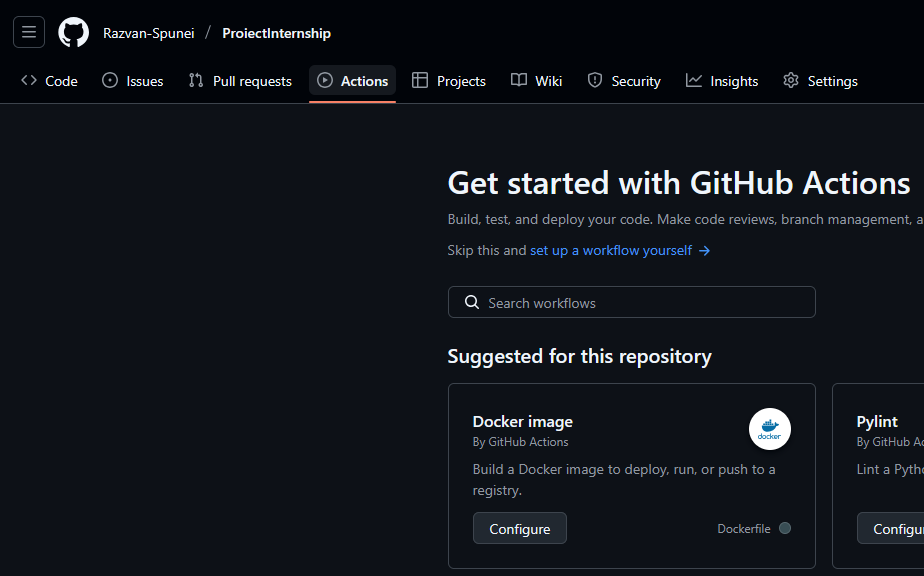 Razvan-Spunei / ProiectInternship
Code Issues Pull requests Actions Projects Wiki Security Insights Settings
Get started with GitHub Actions
Build, test, and deploy your code. Make code reviews, branch management, a
Skip this and set up a workflow yourself →
Search workflows
Suggested for this repository
Docker image
By GitHub Actions
docker
Build a Docker image to deploy, run, or push to a
registry.
Configure
Dockerfile
Pylint
By GitHub Ac
Lint a Pytho
Configu